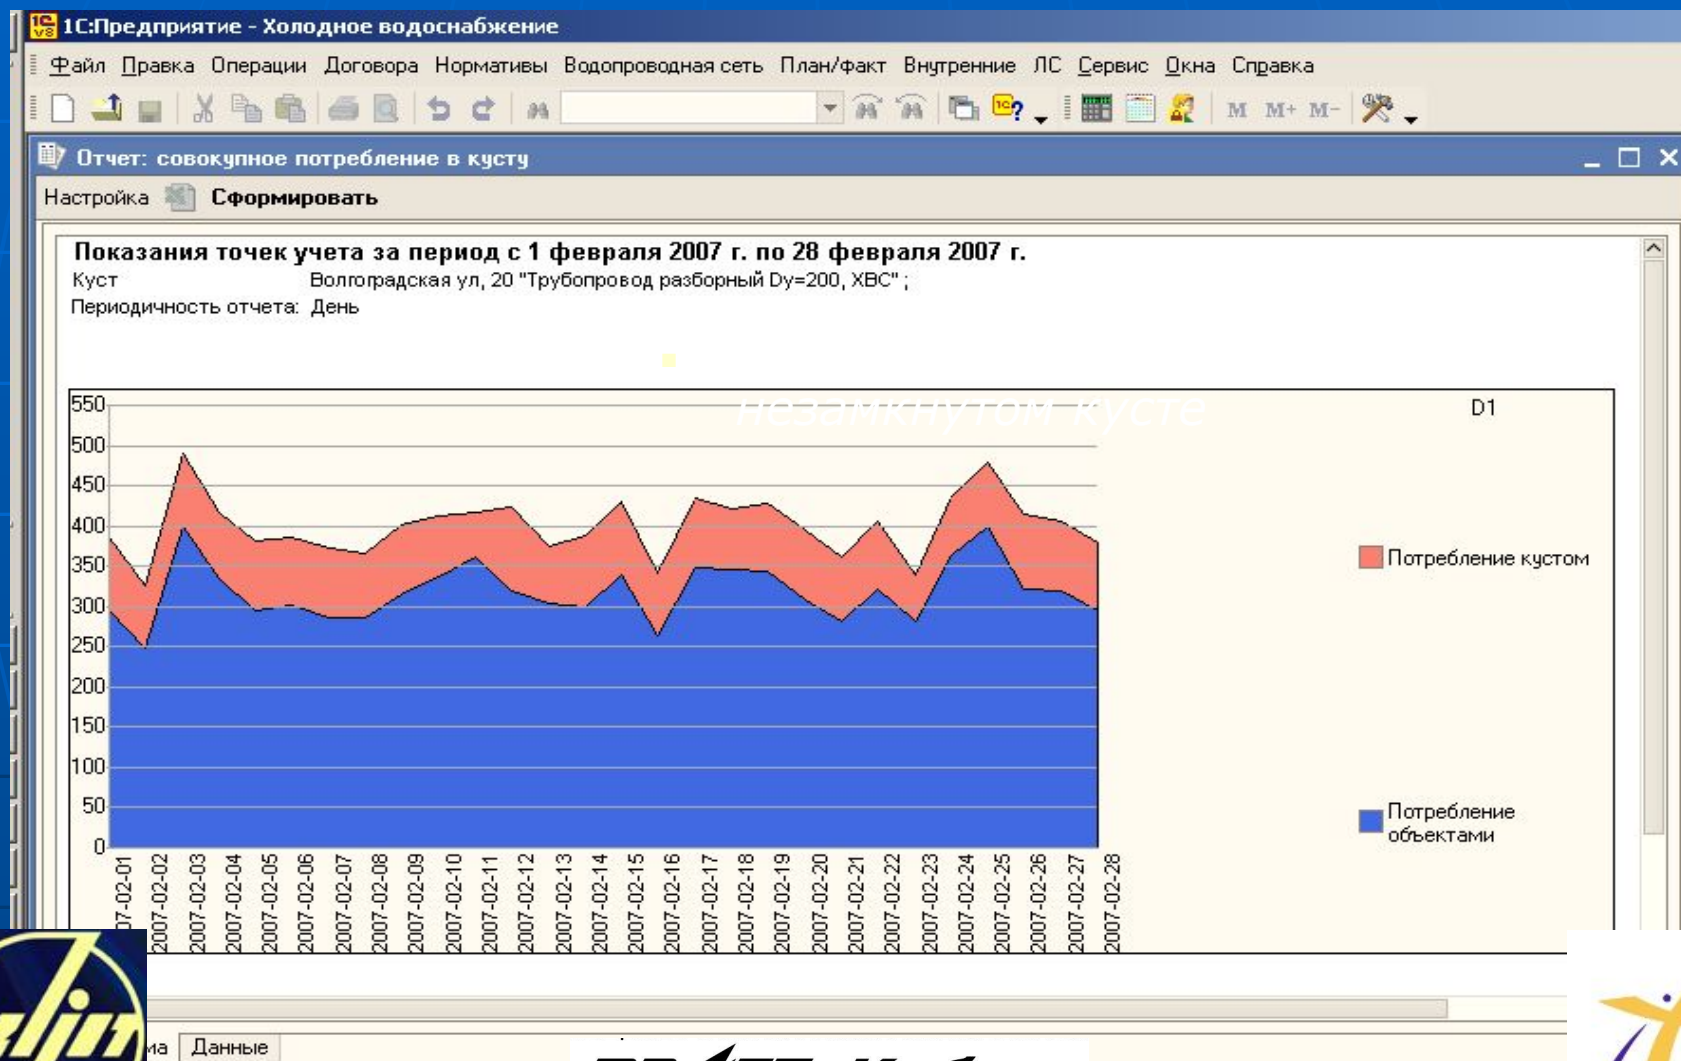 1С:Предприятие - Холодное водоснабжение
Файл Правка Операции Договора Нормативы Водопроводная сеть План/факт Внутренние ЛС Сервис Окна Справка
M M+ M-
Отчет: совокупное потребление в кусту
Настройка Сформировать
Показания точек учета за период с 1 февраля 2007 г. по 28 февраля 2007 г.
Куст Волгоградская ул, 20 "Трубопровод разборный Dy=200, ХВС" ;
Периодичность отчета: День
незамкнутом кусте
D1
550
500
450
400
350
300
250
200
150
100
50
0
Потребление кустом
Потребление
объектами
07-02-01
2007-02-02
2007-02-03
2007-02-04
2007-02-05
2007-02-06
2007-02-07
2007-02-08
2007-02-09
2007-02-10
2007-02-11
2007-02-12
2007-02-13
2007-02-14
2007-02-15
2007-02-16
2007-02-17
2007-02-18
2007-02-19
2007-02-20
2007-02-21
2007-02-22
2007-02-23
2007-02-24
2007-02-25
2007-02-26
2007-02-27
2007-02-28
ма Данные